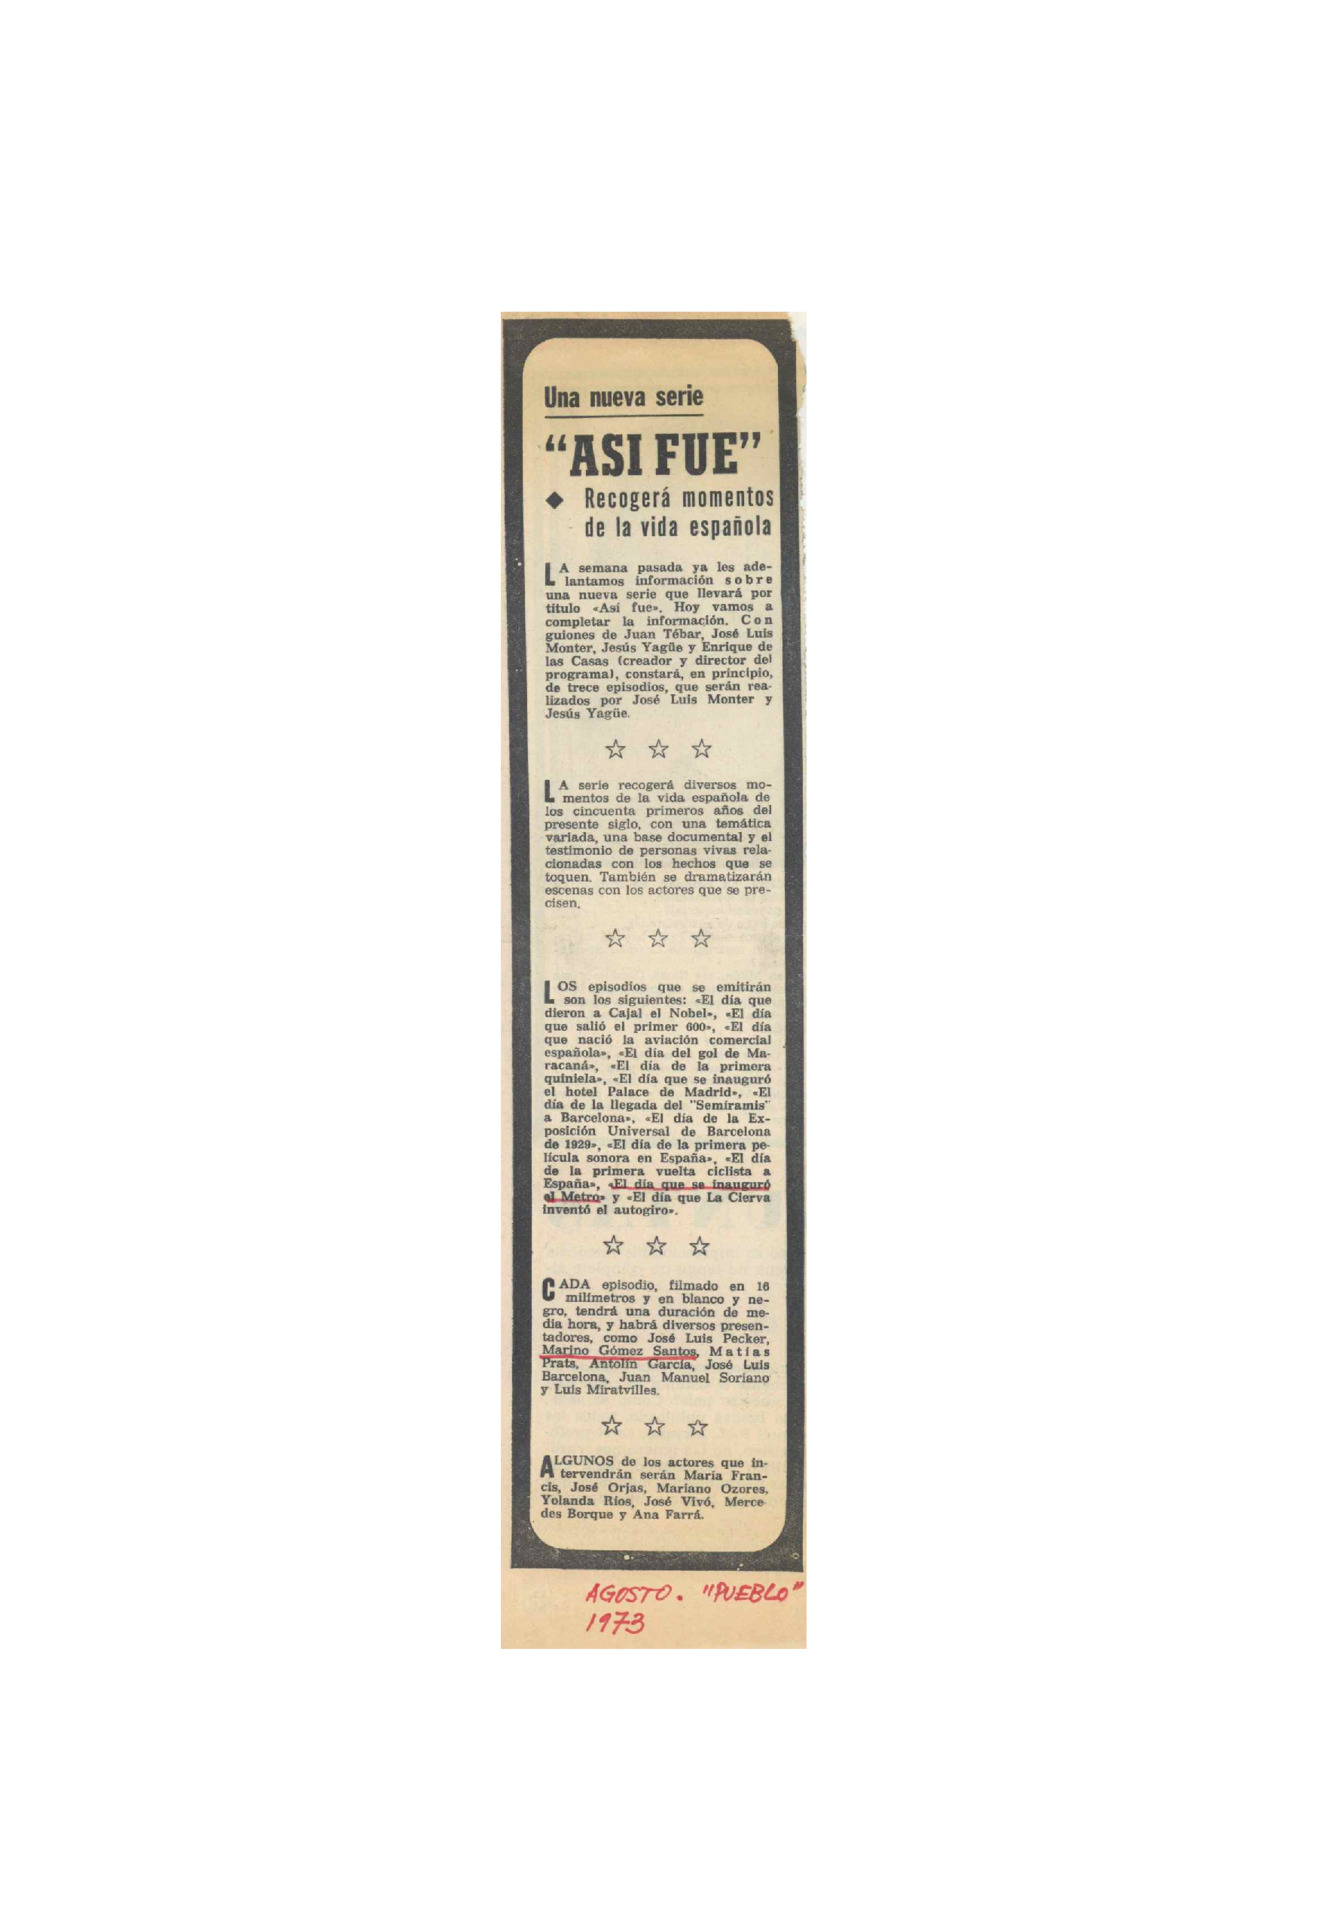 Una nueva serie
“ASI FUE”
◆ Recogerá momentos
de la vida española
LA semana pasada ya les ade-
lantamos información sobre
una nueva serie que llevará por
título «Así fue». Hoy vamos a
completar la información. Con
guiones de Juan Tébar, José Luis
Monter, Jesús Yagüe y Enrique de
las Casas (creador y director del
programa), constará, en principio,
de trece episodios, que serán rea-
lizados por José Luis Monter y
Jesús Yagüe.
☆ ☆ ☆
LA serie recogerá diversos mo-
mentos de la vida española de
los cincuenta primeros años del
presente siglo, con una temática
variada, una base documental y el
testimonio de personas vivas rela-
cionadas con los hechos que se
toquen. También se dramatizarán
escenas con los actores que se pre-
cisen.
☆ ☆ ☆
LOS episodios que se emitirán
son los siguientes: «El día que
dieron a Cajal el Nobel», «El día
que salió el primer 600», «El día
que nació la aviación comercial
española», «El día del gol de Ma-
racaná», «El día de la primera
quiniela», «El día que se inauguró
el hotel Palace de Madrid», «El
día de la llegada del "Semíramis"
a Barcelona», «El día de la Ex-
posición Universal de Barcelona
de 1929», «El día de la primera pe-
lícula sonora en España», «El día
de la primera vuelta ciclista a
España», «El día que se inauguró
el Metro» y «El día que La Cierva
inventó el autogiro».
☆ ☆ ☆
CADA episodio, filmado en 16
milímetros y en blanco y ne-
gro, tendrá una duración de me-
dia hora, y habrá diversos presen-
tadores, como José Luis Pecker,
Marino Gómez Santos, Matías
Prats, Antolín García, José Luis
Barcelona, Juan Manuel Soriano
y Luis Miratvilles.
☆ ☆ ☆
ALGUNOS de los actores que in-
tervendrán serán María Fran-
cis, José Orjas, Mariano Ozores,
Yolanda Ríos, José Vivó, Merce-
des Borque y Ana Farrá.
AGOSTO. "PUEBLO"
1973